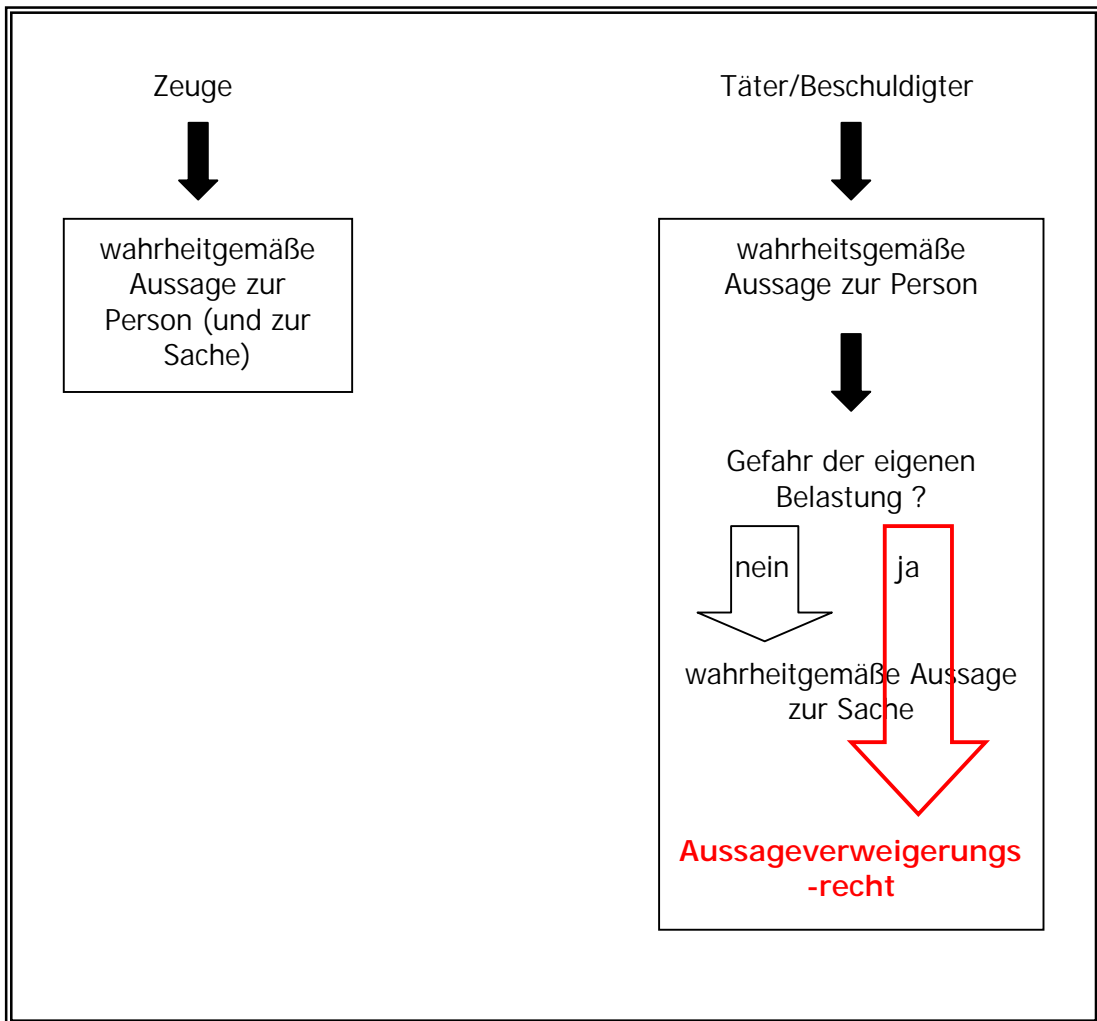 Zeuge
wahrheitgemäße
Aussage zur
Person (und zur
Sache)
Täter/Beschuldigter
wahrheitsgemäße
Aussage zur Person
Gefahr der eigenen
Belastung ?
nein
ja
wahrheitgemäße Aussage
zur Sache
Aussageverweigerungs
-recht